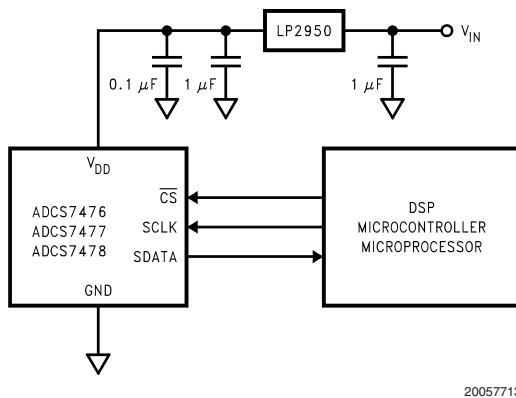 LP2950
V_IN
0.1 μF
1 μF
1 μF
V_DD
ADCS7476
ADCS7477
ADCS7478
C̅S̅
SCLK
SDATA
GND
DSP
MICROCONTROLLER
MICROPROCESSOR
20057713